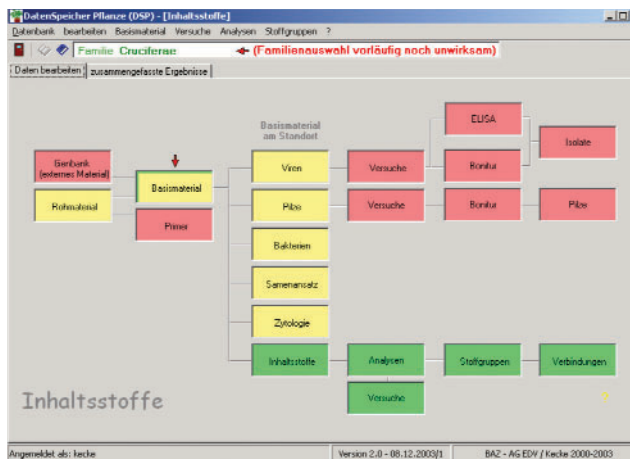 DatenSpeicher Pflanze (DSP) - [Inhaltsstoffe]
Datenbank bearbeiten Basismaterial Versuche Analysen Stoffgruppen ?
Familie Cruciferae (Familienauswahl vorläufig noch unwirksam)
Daten bearbeiten zusammengefasste Ergebnisse
Basismaterial
am Standort
ELISA
Isolate
Genbank
(externes Material)
Viren
Versuche
Bonitur
Basismaterial
Rohmaterial
Pilze
Versuche
Bonitur
Pilze
Primer
Bakterien
Samenansatz
Zytologie
Inhaltsstoffe
Analysen
Stoffgruppen
Verbindungen
Versuche
Inhaltsstoffe
Angemeldet als: kecke Version 2.0 - 08.12.2003/1 BAZ - AG EDV / Kecke 2000-2003